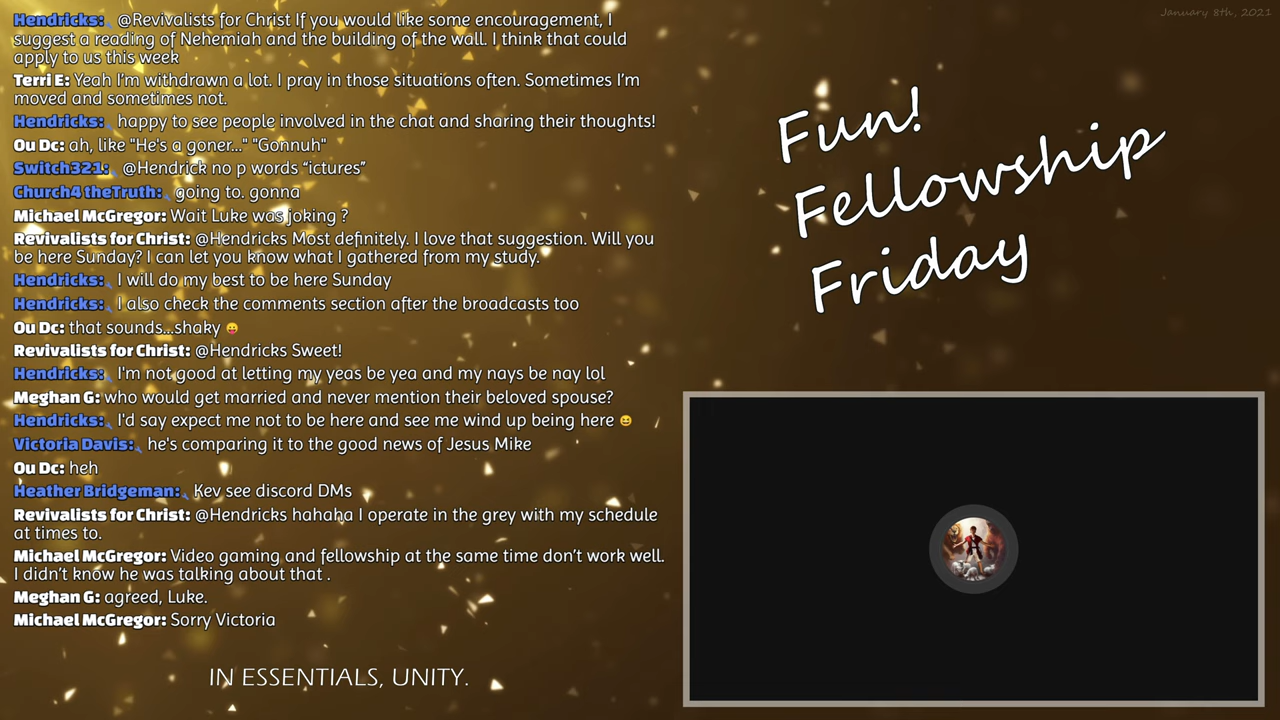 Hendricks: @Revivalists for Christ If you would like some encouragement, I
suggest a reading of Nehemiah and the building of the wall. I think that could
apply to us this week
Terri E: Yeah I'm withdrawn a lot. I pray in those situations often. Sometimes I'm
moved and sometimes not.
Hendricks: happy to see people involved in the chat and sharing their thoughts!
Ou Dc: ah, like "He's a goner..." "Gonnuh"
Switch321: @Hendrick no p words “ictures”
Church4theTruth: going to. gonna
Michael McGregor: Wait Luke was joking ?
Revivalists for Christ: @Hendricks Most definitely. I love that suggestion. Will you
be here Sunday? I can let you know what I gathered from my study.
Hendricks: I will do my best to be here Sunday
Hendricks: I also check the comments section after the broadcasts too
Ou Dc: that sounds...shaky 😛
Revivalists for Christ: @Hendricks Sweet!
Hendricks: I'm not good at letting my yeas be yea and my nays be nay lol
Meghan G: who would get married and never mention their beloved spouse?
Hendricks: I'd say expect me not to be here and see me wind up being here 😆
Victoria Davis: he's comparing it to the good news of Jesus Mike
Ou Dc: heh
Heather Bridgeman: Kev see discord DMs
Revivalists for Christ: @Hendricks hahaha I operate in the grey with my schedule
at times to.
Michael McGregor: Video gaming and fellowship at the same time don't work well.
I didn't know he was talking about that .
Meghan G: agreed, Luke.
Michael McGregor: Sorry Victoria
IN ESSENTIALS, UNITY.
January 8th, 2021
Fun!
Fellowship
Friday